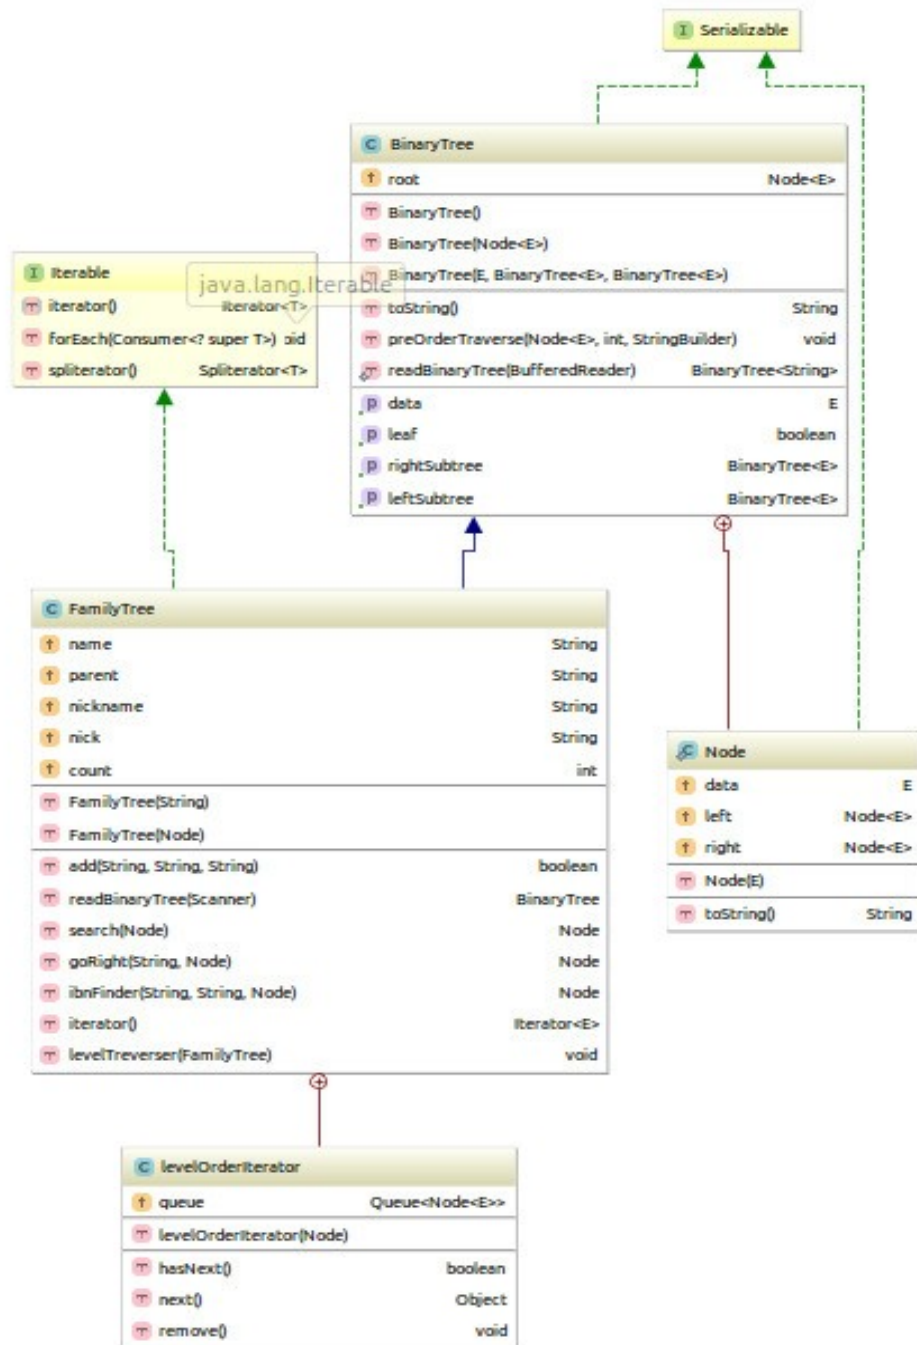 Serializable
BinaryTree
root Node<E>
BinaryTree()
BinaryTree(Node<E>)
BinaryTree(E, BinaryTree<E>, BinaryTree<E>)
toString() String
preOrderTraverse(Node<E>, int, StringBuilder) void
readBinaryTree(BufferedReader) BinaryTree<String>
data E
leaf boolean
rightSubtree BinaryTree<E>
leftSubtree BinaryTree<E>
Iterable
java.lang.Iterable
iterator() Iterator<T>
forEach(Consumer<? super T>) oid
spliterator() Spliterator<T>
FamilyTree
name String
parent String
nickname String
nick String
count int
FamilyTree(String)
FamilyTree(Node)
add(String, String, String) boolean
readBinaryTree(Scanner) BinaryTree
search(Node) Node
goRight(String, Node) Node
ibnFinder(String, String, Node) Node
iterator() Iterator<E>
levelTreverser(FamilyTree) void
Node
data E
left Node<E>
right Node<E>
Node(E)
toString() String
levelOrderIterator
queue Queue<Node<E>>
levelOrderIterator(Node)
hasNext() boolean
next() Object
remove() void